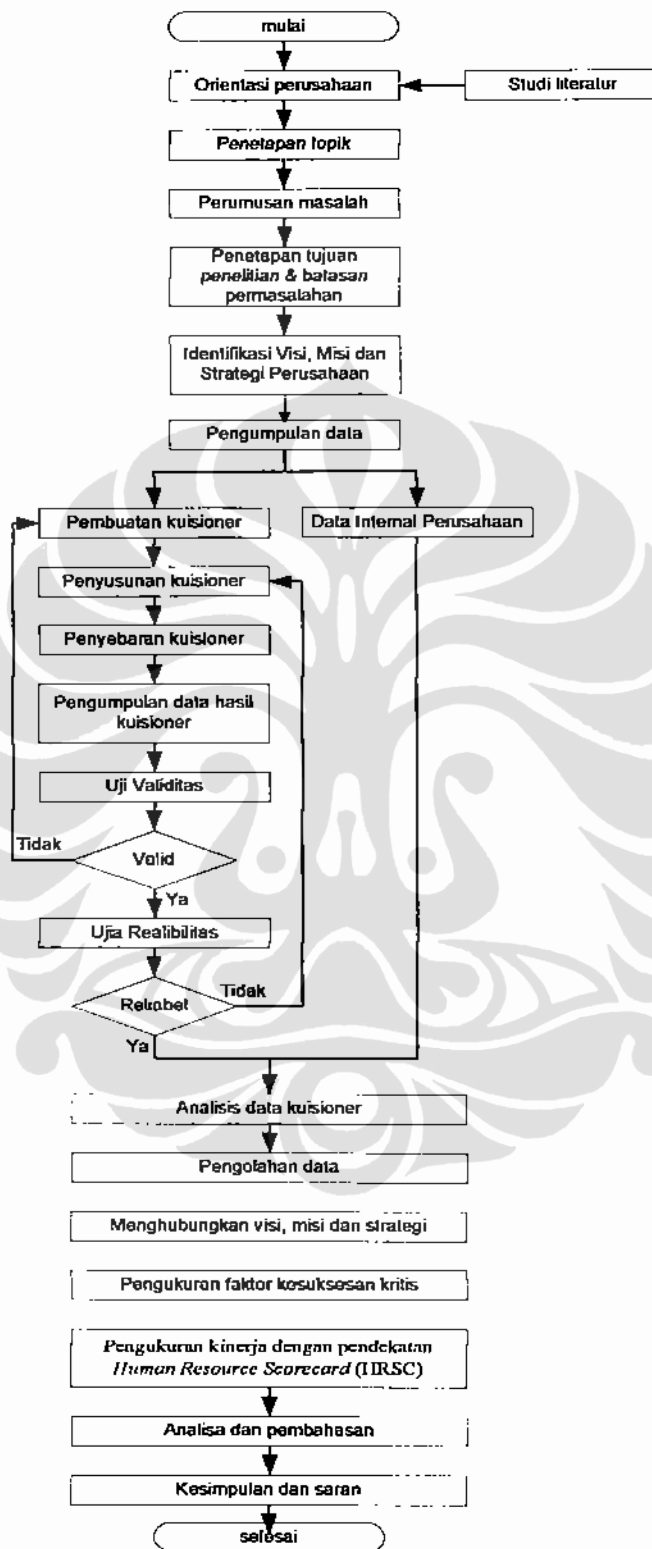 mulai
Orientasi perusahaan
Studi literatur
Penetapan topik
Perumusan masalah
Penetapan tujuan
penelitian & batasan
permasalahan
Identifikasi Visi, Misi dan
Strategi Perusahaan
Pengumpulan data
Pembuatan kuisioner
Data Internal Perusahaan
Penyusunan kuisioner
Penyebaran kuisioner
Pengumpulan data hasil
kuisioner
Uji Validitas
Tidak
Valid
Ya
Ujia Realibilitas
Tidak
Ya
Analisis data kuisioner
Pengolahan data
Menghubungkan visi, misi dan strategi
Pengukuran faktor kesuksesan kritis
Pengukuran kinerja dengan pendekatan
Human Resource Scorecard (HRSC)
Analisa dan pembahasan
Kesimpulan dan saran
selesai